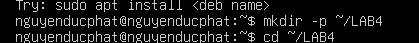 Try: sudo apt install <deb name>
nguyenducphat@nguyenducphat:~$ mkdir -p ~/LAB4
nguyenducphat@nguyenducphat:~$ cd ~/LAB4